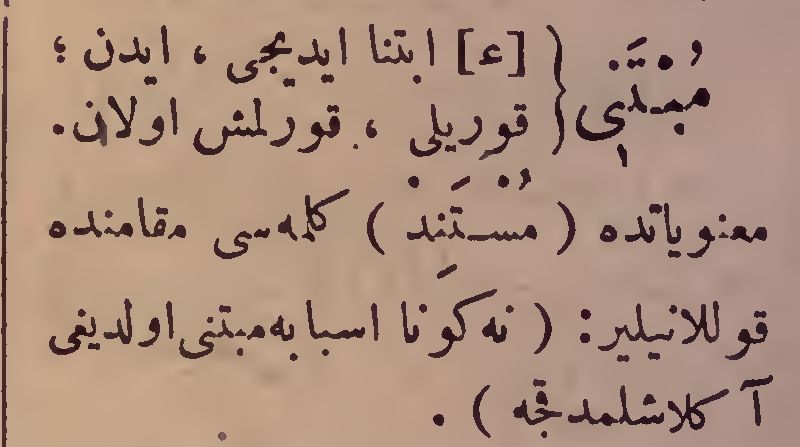 مُبْتَنِی { [ع] ابتنا ایدیجی ، ایدن ؛
قوریلی ، قورلمش اولان.
معنویاتده ( مُسْتَنِدْ ) کلمه‌سی مقامنده
قوللانیلیر: ( نه کونا اسبابه مبتنی اولدیغی
آکلاشلمدقجه ) .